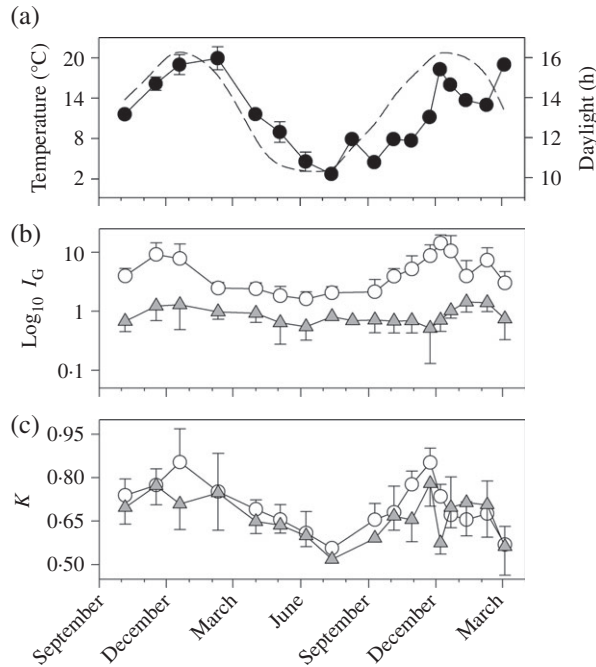 (a)
20
14
8
2
Temperature (°C)
16
14
12
10
Daylight (h)
(b)
10
1
0·1
Log10 IG
(c)
0·95
0·80
0·65
0·50
K
September
December
March
June
September
December
March